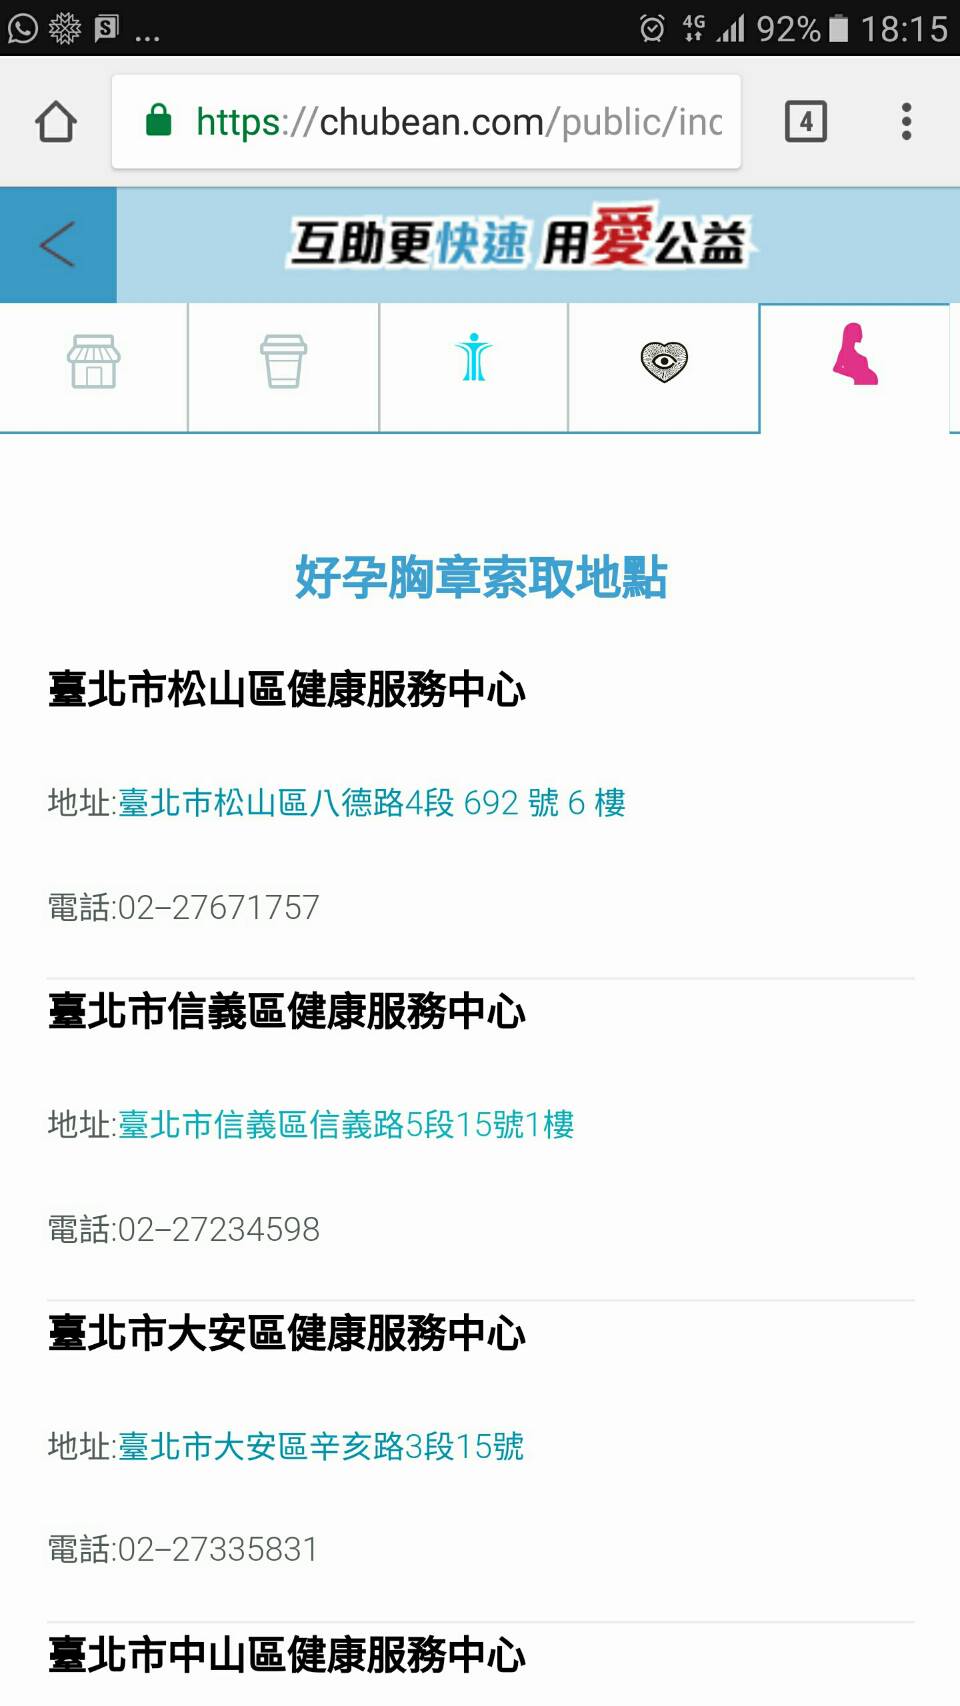 4G 92% 18:15
https://chubean.com/public/inc
4
互助更快速 用愛公益
好孕胸章索取地點
臺北市松山區健康服務中心
地址:臺北市松山區八德路4段 692 號 6 樓
電話:02–27671757
臺北市信義區健康服務中心
地址:臺北市信義區信義路5段15號1樓
電話:02–27234598
臺北市大安區健康服務中心
地址:臺北市大安區辛亥路3段15號
電話:02–27335831
臺北市中山區健康服務中心